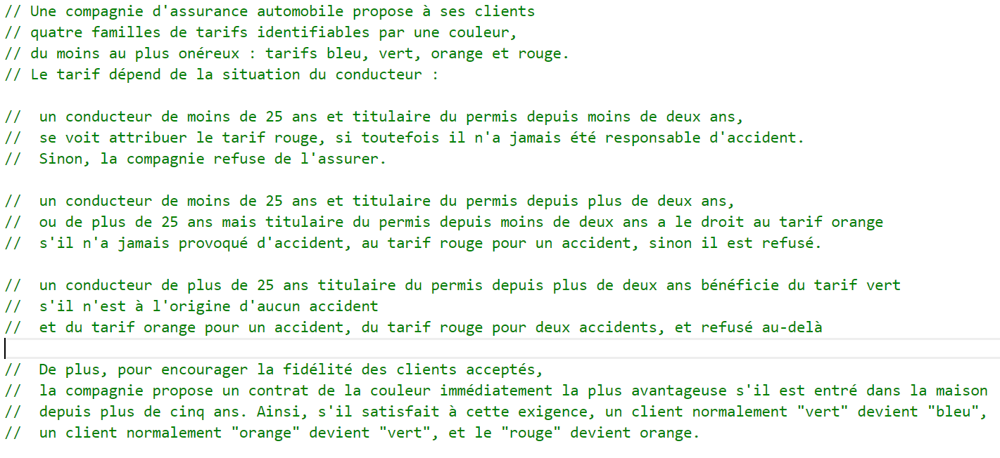 // Une compagnie d'assurance automobile propose à ses clients
// quatre familles de tarifs identifiables par une couleur,
// du moins au plus onéreux : tarifs bleu, vert, orange et rouge.
// Le tarif dépend de la situation du conducteur :
//  un conducteur de moins de 25 ans et titulaire du permis depuis moins de deux ans,
//  se voit attribuer le tarif rouge, si toutefois il n'a jamais été responsable d'accident.
//  Sinon, la compagnie refuse de l'assurer.
//  un conducteur de moins de 25 ans et titulaire du permis depuis plus de deux ans,
//  ou de plus de 25 ans mais titulaire du permis depuis moins de deux ans a le droit au tarif orange
//  s'il n'a jamais provoqué d'accident, au tarif rouge pour un accident, sinon il est refusé.
//  un conducteur de plus de 25 ans titulaire du permis depuis plus de deux ans bénéficie du tarif vert
//  s'il n'est à l'origine d'aucun accident
//  et du tarif orange pour un accident, du tarif rouge pour deux accidents, et refusé au-delà
//  De plus, pour encourager la fidélité des clients acceptés,
//  la compagnie propose un contrat de la couleur immédiatement la plus avantageuse s'il est entré dans la maison
//  depuis plus de cinq ans. Ainsi, s'il satisfait à cette exigence, un client normalement "vert" devient "bleu",
//  un client normalement "orange" devient "vert", et le "rouge" devient orange.